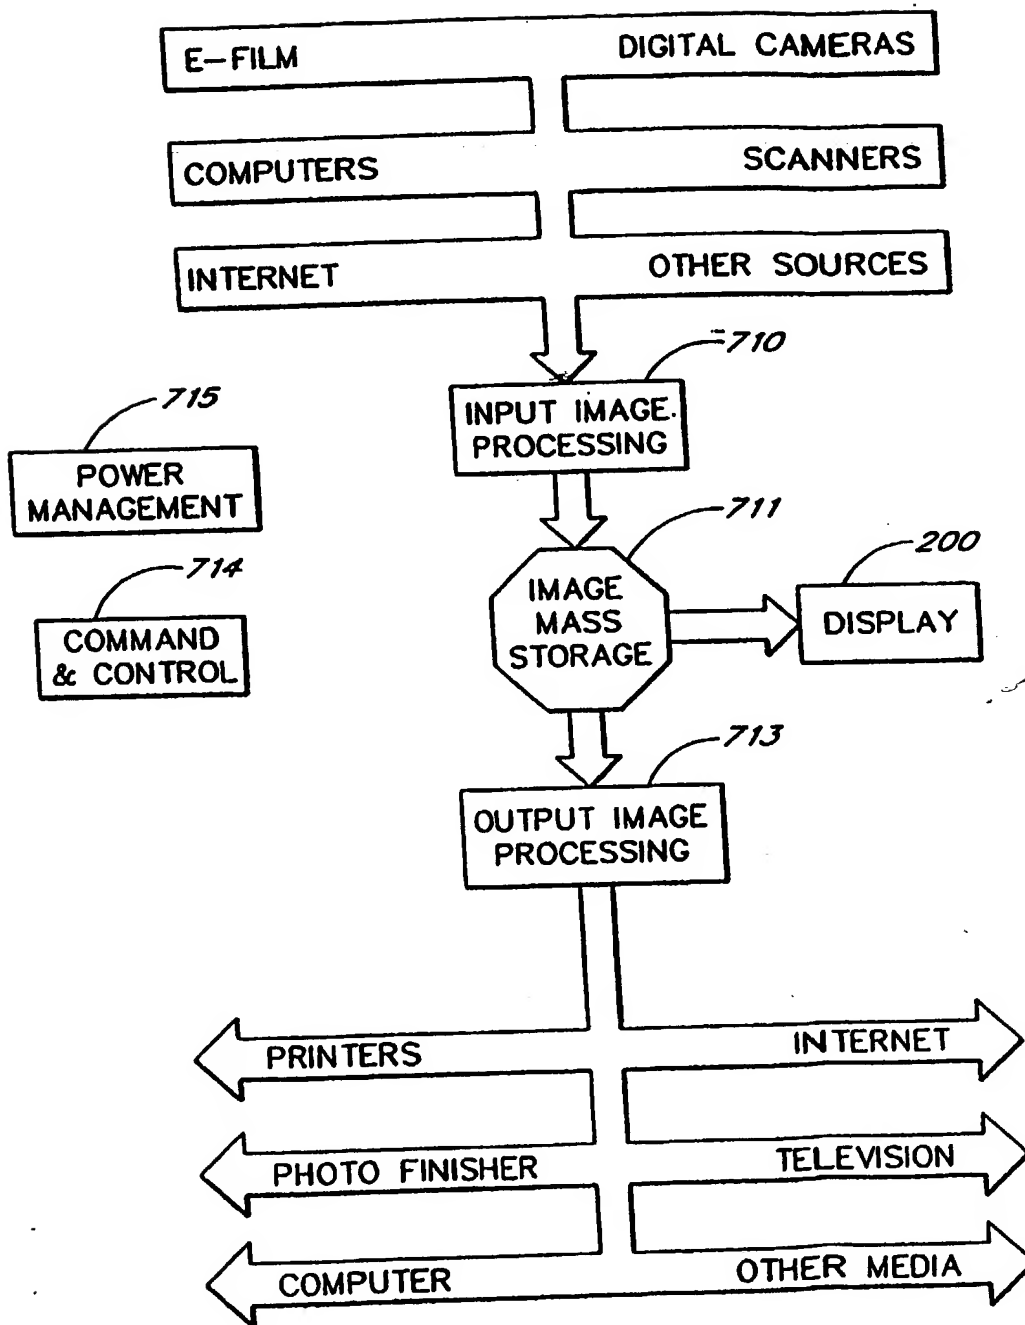 E-FILM
DIGITAL CAMERAS
COMPUTERS
SCANNERS
INTERNET
OTHER SOURCES
710
INPUT IMAGE
PROCESSING
715
POWER
MANAGEMENT
711
IMAGE
MASS
STORAGE
200
DISPLAY
714
COMMAND
& CONTROL
713
OUTPUT IMAGE
PROCESSING
PRINTERS
INTERNET
PHOTO FINISHER
TELEVISION
COMPUTER
OTHER MEDIA